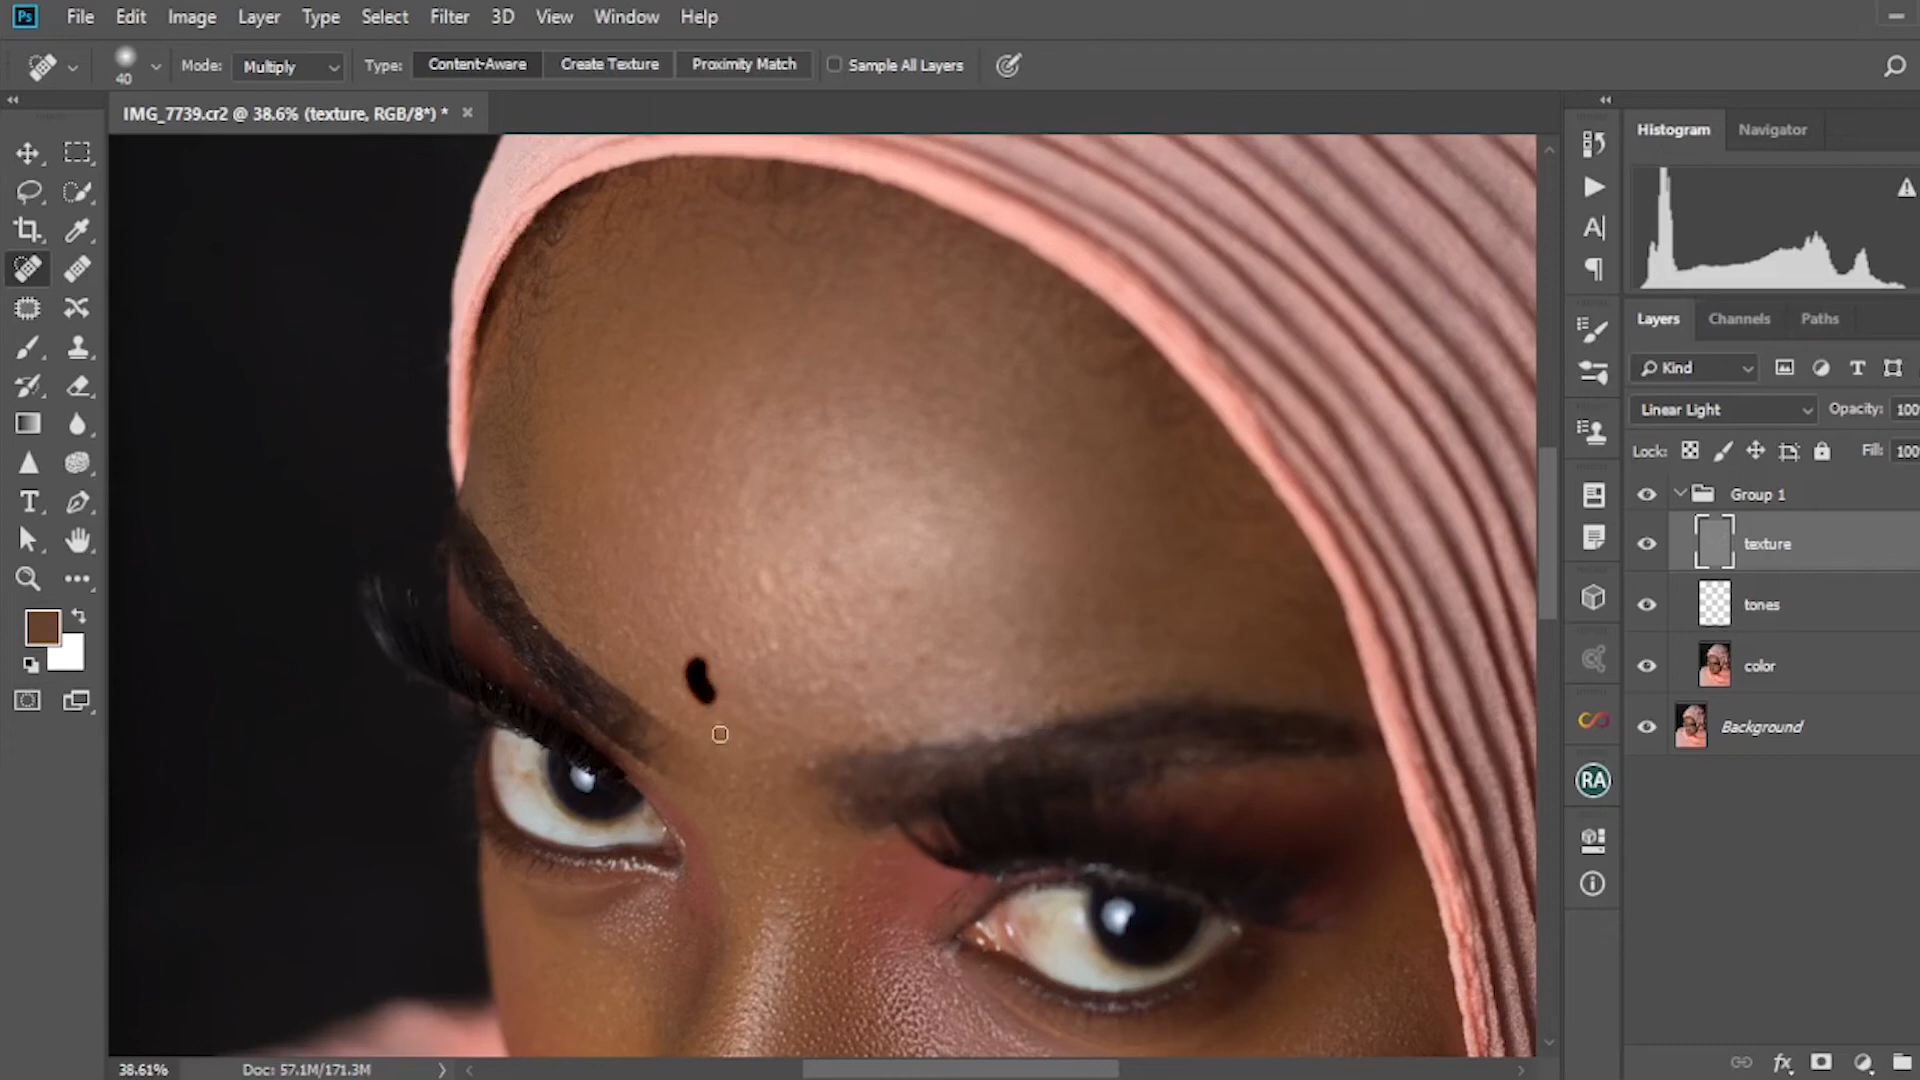 Ps File Edit Image Layer Type Select Filter 3D View Window Help
40 Mode: Multiply Type: Content-Aware Create Texture Proximity Match Sample All Layers
IMG_7739.cr2 @ 38.6% (texture, RGB/8*) * ×
Histogram Navigator
Layers Channels Paths
Kind
Linear Light Opacity: 100
Lock: Fill: 100
Group 1
texture
tones
color
Background
RA
38.61% Doc: 57.1M/171.3M